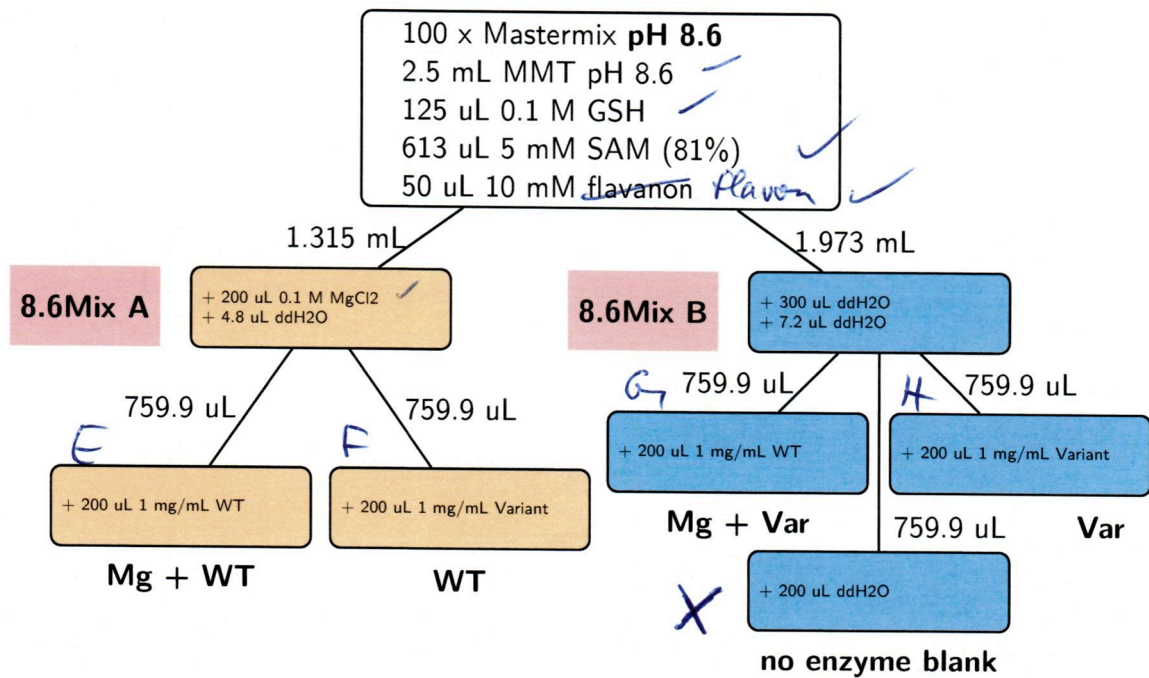 100 x Mastermix pH 8.6
2.5 mL MMT pH 8.6
125 uL 0.1 M GSH
613 uL 5 mM SAM (81%)
50 uL 10 mM flavanon Flavon
1.315 mL
1.973 mL
8.6Mix A
+ 200 uL 0.1 M MgCl2
+ 4.8 uL ddH2O
8.6Mix B
+ 300 uL ddH2O
+ 7.2 uL ddH2O
E
759.9 uL
F
759.9 uL
G
759.9 uL
H
759.9 uL
+ 200 uL 1 mg/mL WT
+ 200 uL 1 mg/mL Variant
+ 200 uL 1 mg/mL WT
+ 200 uL 1 mg/mL Variant
Mg + WT
WT
Mg + Var
Var
759.9 uL
X
+ 200 uL ddH2O
no enzyme blank